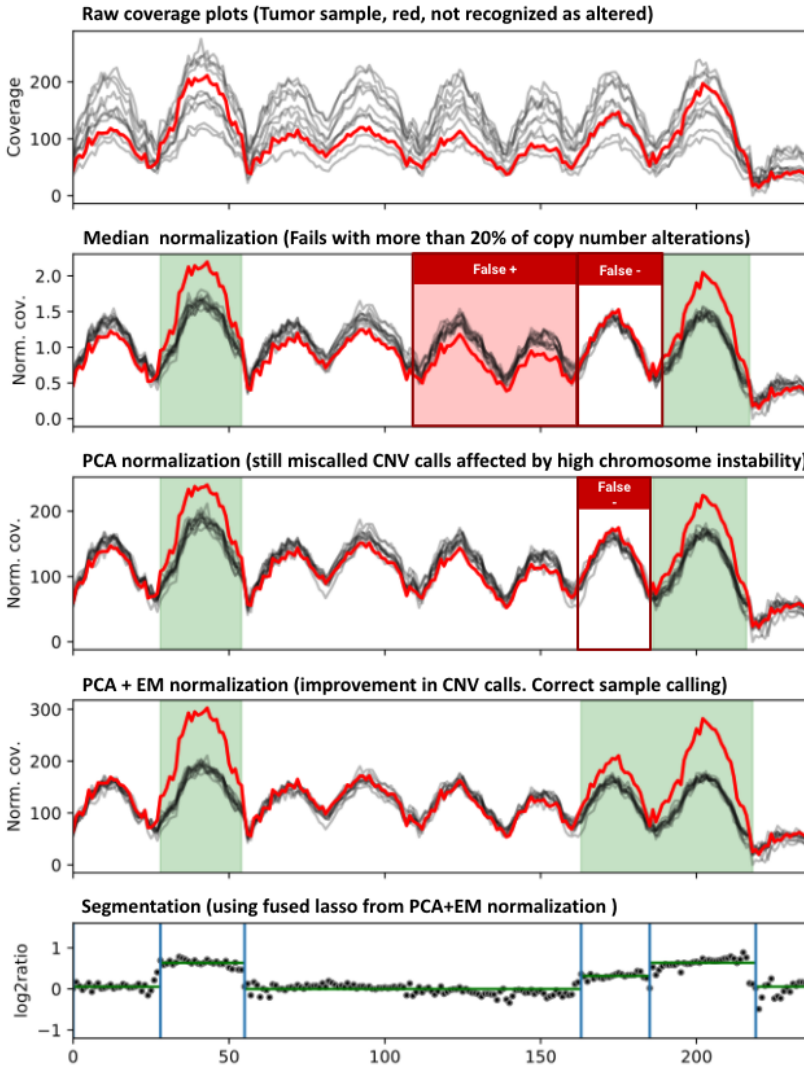 Raw coverage plots (Tumor sample, red, not recognized as altered)
Coverage
200
100
0
Median normalization (Fails with more than 20% of copy number alterations)
Norm. cov.
2.0
1.5
1.0
0.5
0.0
False +
False -
PCA normalization (still miscalled CNV calls affected by high chromosome instability)
Norm. cov.
200
100
0
False
-
PCA + EM normalization (improvement in CNV calls. Correct sample calling)
Norm. cov.
300
200
100
0
Segmentation (using fused lasso from PCA+EM normalization )
log2ratio
1
0
−1
0 50 100 150 200